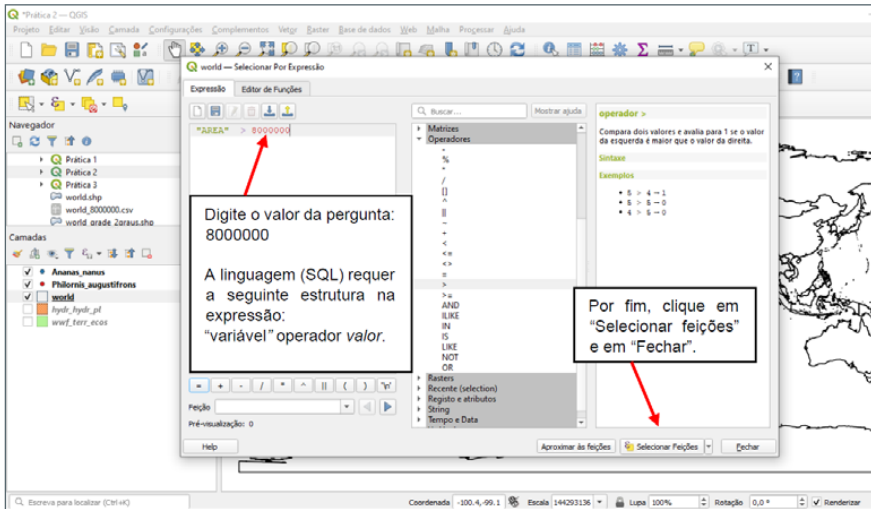 *Prática 2 — QGIS
Projeto Editar Visão Camada Configurações Complementos Vetor Raster Base de dados Web Malha Processar Ajuda
world — Selecionar Por Expressão
Expressão Editor de Funções
"AREA" > 8000000
Digite o valor da pergunta:
8000000
A linguagem (SQL) requer
a seguinte estrutura na
expressão:
“variável” operador valor.
= + - / * ^ || ( ) '\n'
Feição
Pré-visualização: 0
Help
Buscar...
Mostrar ajuda
Matrizes
Operadores
-
%
*
/
[]
^
||
~
+
<
<=
<>
=
>
>=
AND
ILIKE
IN
IS
LIKE
NOT
OR
Rasters
Recente (selection)
Registo e atributos
String
Tempo e Data
operador >
Compara dois valores e avalia para 1 se o valor
da esquerda é maior que o valor da direita.
Sintaxe
Exemplos
• 5 > 4 → 1
• 5 > 5 → 0
• 4 > 5 → 0
Por fim, clique em
“Selecionar feições”
e em “Fechar”.
Aproximar às feições Selecionar Feições Fechar
Navegador
Prática 1
Prática 2
Prática 3
world.shp
world_8000000.csv
world_grade_2graus.shp
Camadas
Ananas_nanus
Philornis_augustifrons
world
hydr_hydr_pl
wwf_terr_ecos
Escreva para localizar (Ctrl+K)
Coordenada -100.4,-99.1 Escala 144293136 Lupa 100% Rotação 0,0 ° Renderizar